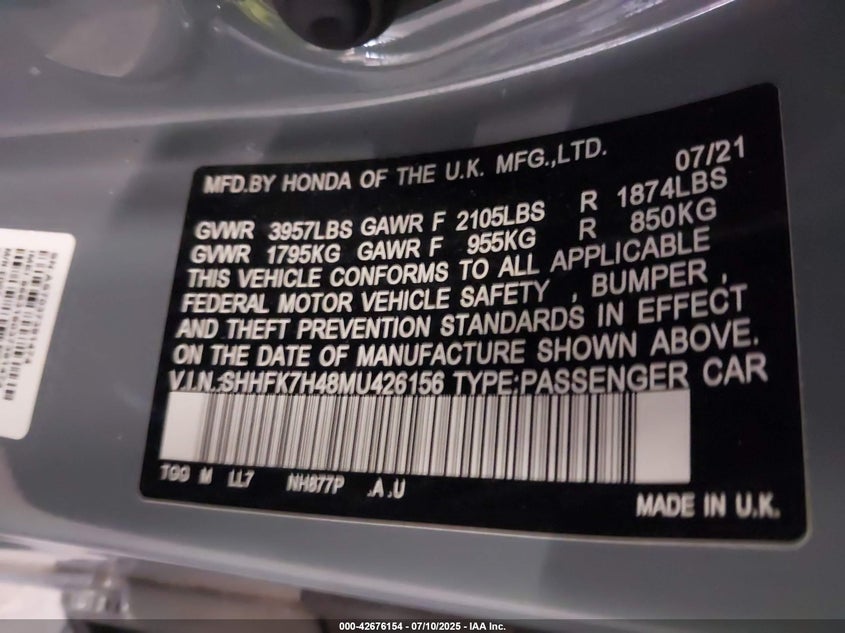 MFD.BY HONDA OF THE U.K. MFG.,LTD. 07/21
GVWR 3957LBS GAWR F 2105LBS R 1874LBS
GVWR 1795KG GAWR F 955KG R 850KG
THIS VEHICLE CONFORMS TO ALL APPLICABLE
FEDERAL MOTOR VEHICLE SAFETY , BUMPER ,
AND THEFT PREVENTION STANDARDS IN EFFECT
ON THE DATE OF MANUFACTURE SHOWN ABOVE.
V.I.N.:SHHFK7H48MU426156 TYPE:PASSENGER CAR
TGG M LL7 NH877P .A .U
MADE IN U.K.
000-42676154 - 07/10/2025 - IAA Inc.